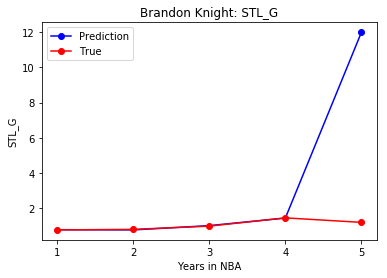 Brandon Knight: STL_G
Prediction
True
12
10
8
6
4
2
STL_G
1 2 3 4 5
Years in NBA